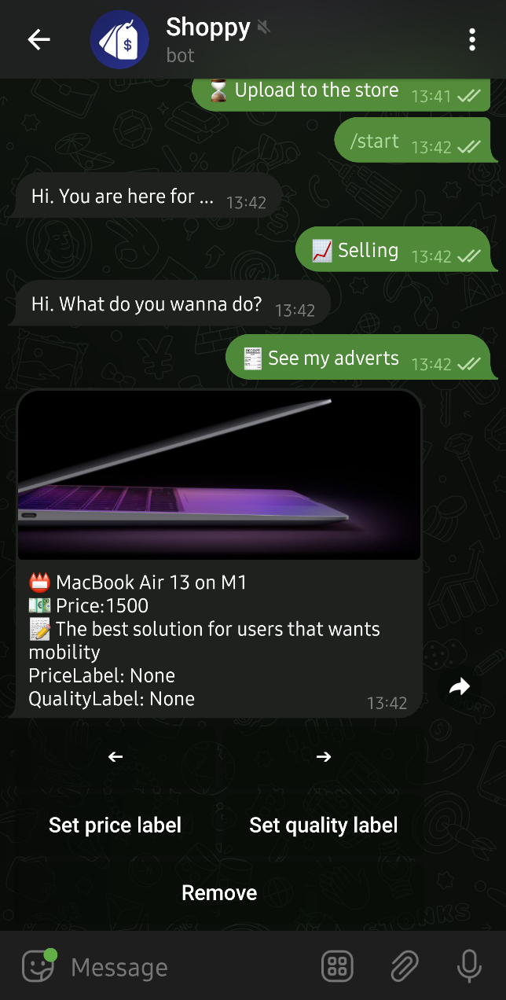 Shoppy
bot
Upload to the store 13:41
/start 13:42
Hi. You are here for ... 13:42
Selling 13:42
Hi. What do you wanna do? 13:42
See my adverts 13:42
MacBook Air 13 on M1
Price:1500
The best solution for users that wants
mobility
PriceLabel: None
QualityLabel: None 13:42
← →
Set price label Set quality label
Remove
Message